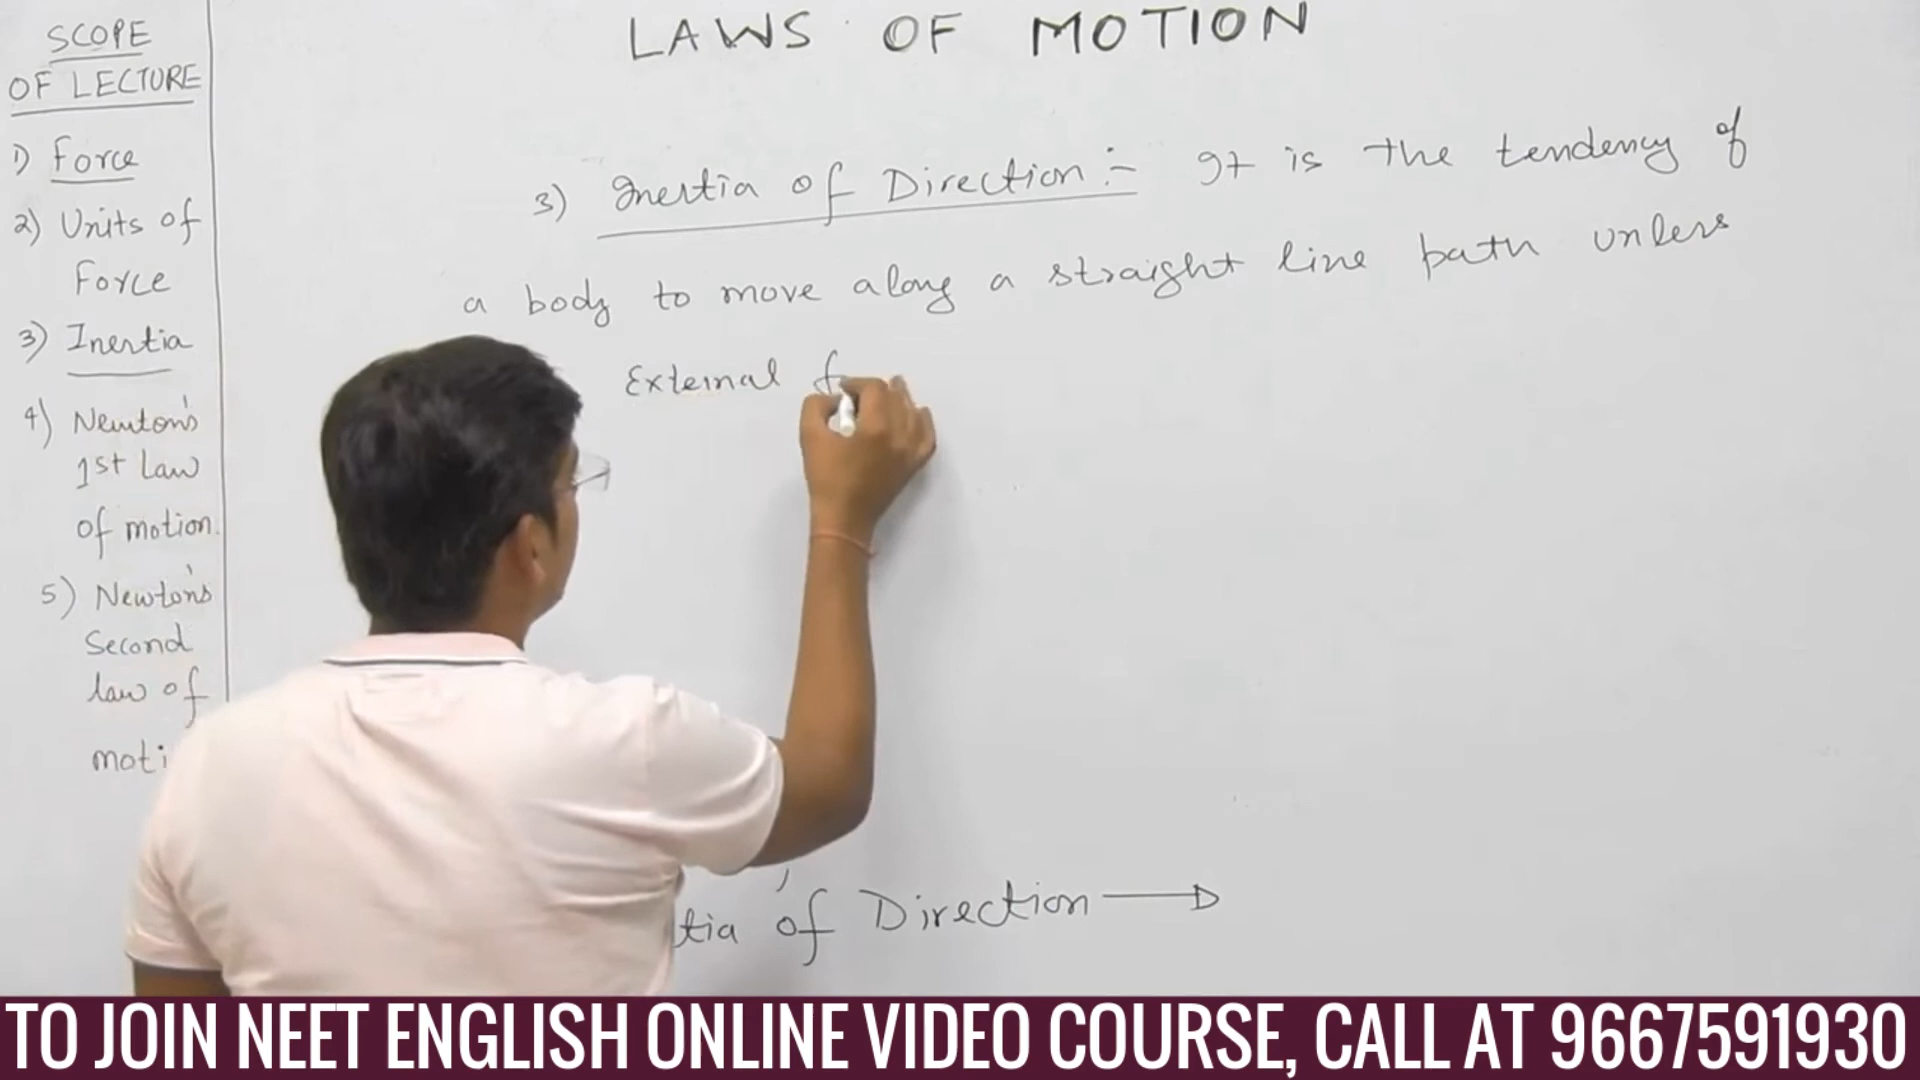 LAWS OF MOTION
SCOPE
OF LECTURE
1) Force
2) Units of
Force
3) Inertia
4) Newton's
1st Law
of motion.
5) Newton's
Second
law of
moti
3) Inertia of Direction :- It is the tendency of
a body to move along a straight line path unless
External f
tia of Direction
TO JOIN NEET ENGLISH ONLINE VIDEO COURSE, CALL AT 9667591930